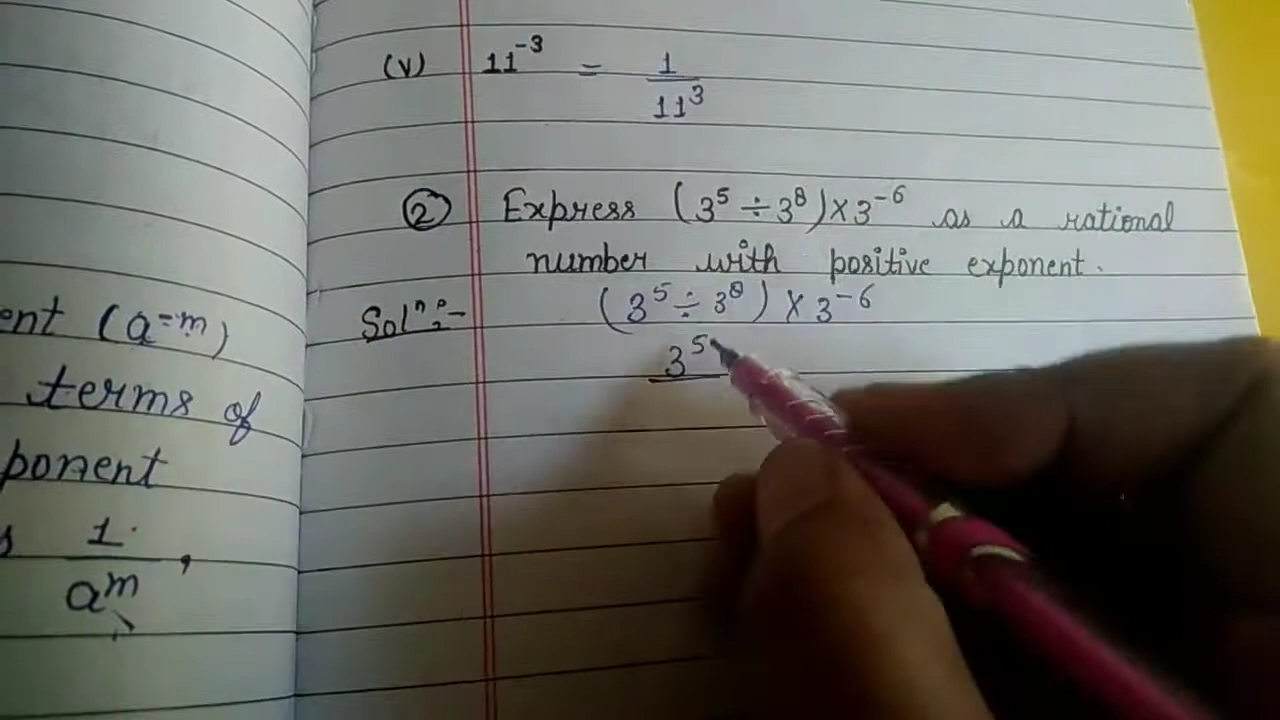 ent (a⁻ᵐ)
terms of
ponent
1/aᵐ,
(v) 11⁻³ = 1/11³
② Express (3⁵ ÷ 3⁸) × 3⁻⁶ as a rational
number with positive exponent.
Solⁿ:- (3⁵ ÷ 3⁸) × 3⁻⁶
3⁵